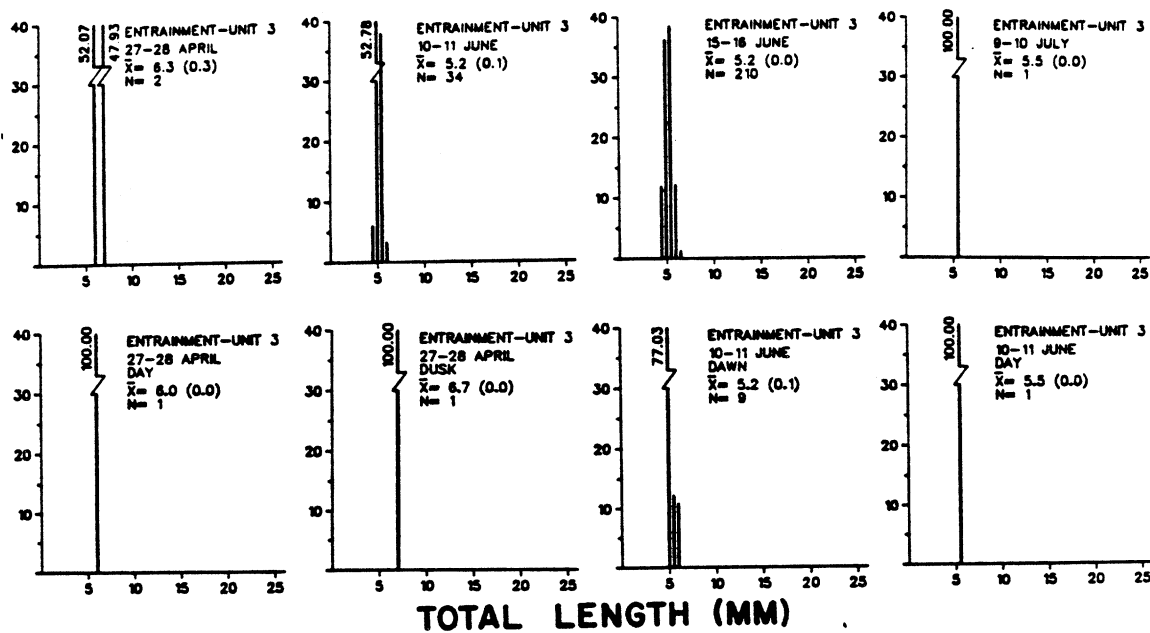 40
30
20
10
5 10 15 20 25
52.07
47.93
ENTRAINMENT-UNIT 3
27-28 APRIL
X̄= 6.3 (0.3)
N= 2
40
30
20
10
5 10 15 20 25
52.78
ENTRAINMENT-UNIT 3
10-11 JUNE
X̄= 5.2 (0.1)
N= 34
40
30
20
10
5 10 15 20 25
ENTRAINMENT-UNIT 3
15-16 JUNE
X̄= 5.2 (0.0)
N= 210
40
30
20
10
5 10 15 20 25
100.00
ENTRAINMENT-UNIT 3
9-10 JULY
X̄= 5.5 (0.0)
N= 1
40
30
20
10
5 10 15 20 25
100.00
ENTRAINMENT-UNIT 3
27-28 APRIL
DAY
X̄= 6.0 (0.0)
N= 1
40
30
20
10
5 10 15 20 25
100.00
ENTRAINMENT-UNIT 3
27-28 APRIL
DUSK
X̄= 6.7 (0.0)
N= 1
40
30
20
10
5 10 15 20 25
77.03
ENTRAINMENT-UNIT 3
10-11 JUNE
DAWN
X̄= 5.2 (0.1)
N= 9
40
30
20
10
5 10 15 20 25
100.00
ENTRAINMENT-UNIT 3
10-11 JUNE
DAY
X̄= 5.5 (0.0)
N= 1
TOTAL LENGTH (MM)